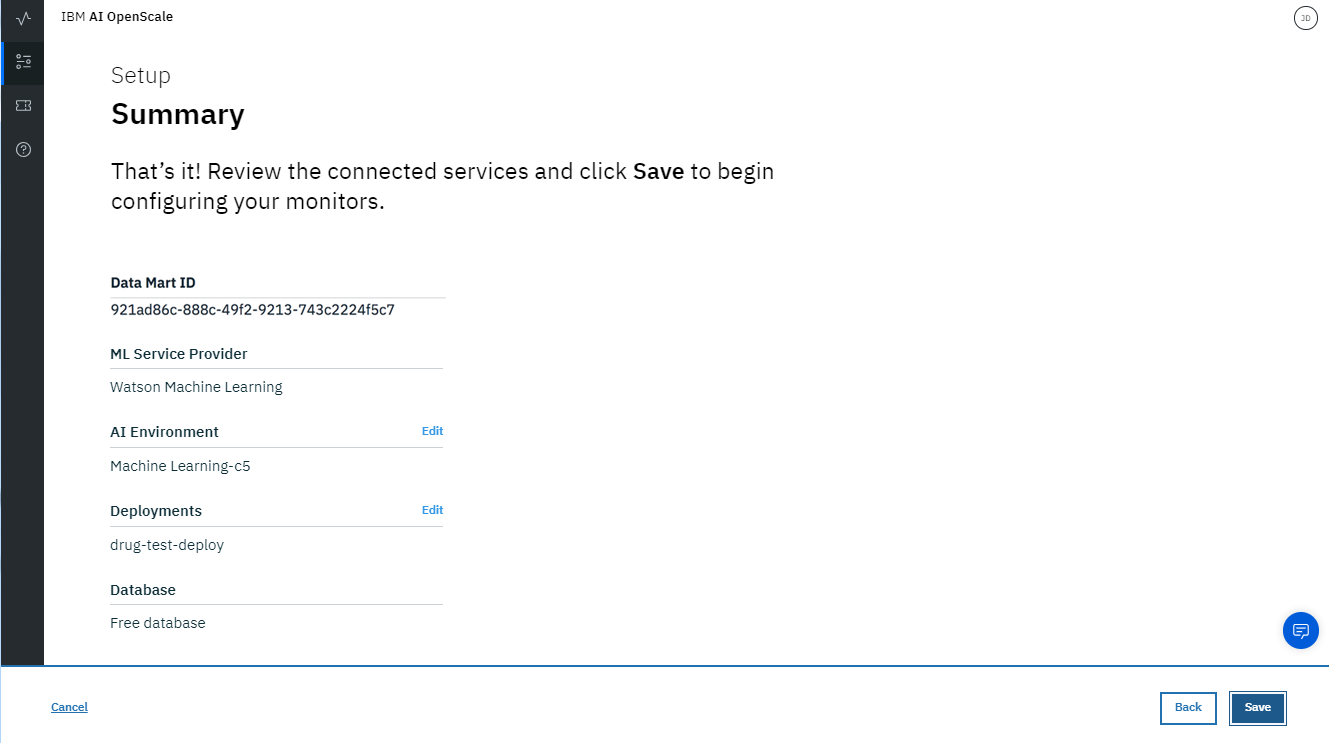 IBM AI OpenScale
JD
Setup
Summary
That’s it! Review the connected services and click Save to begin
configuring your monitors.
Data Mart ID
921ad86c-888c-49f2-9213-743c2224f5c7
ML Service Provider
Watson Machine Learning
AI Environment Edit
Machine Learning-c5
Deployments Edit
drug-test-deploy
Database
Free database
Cancel Back Save